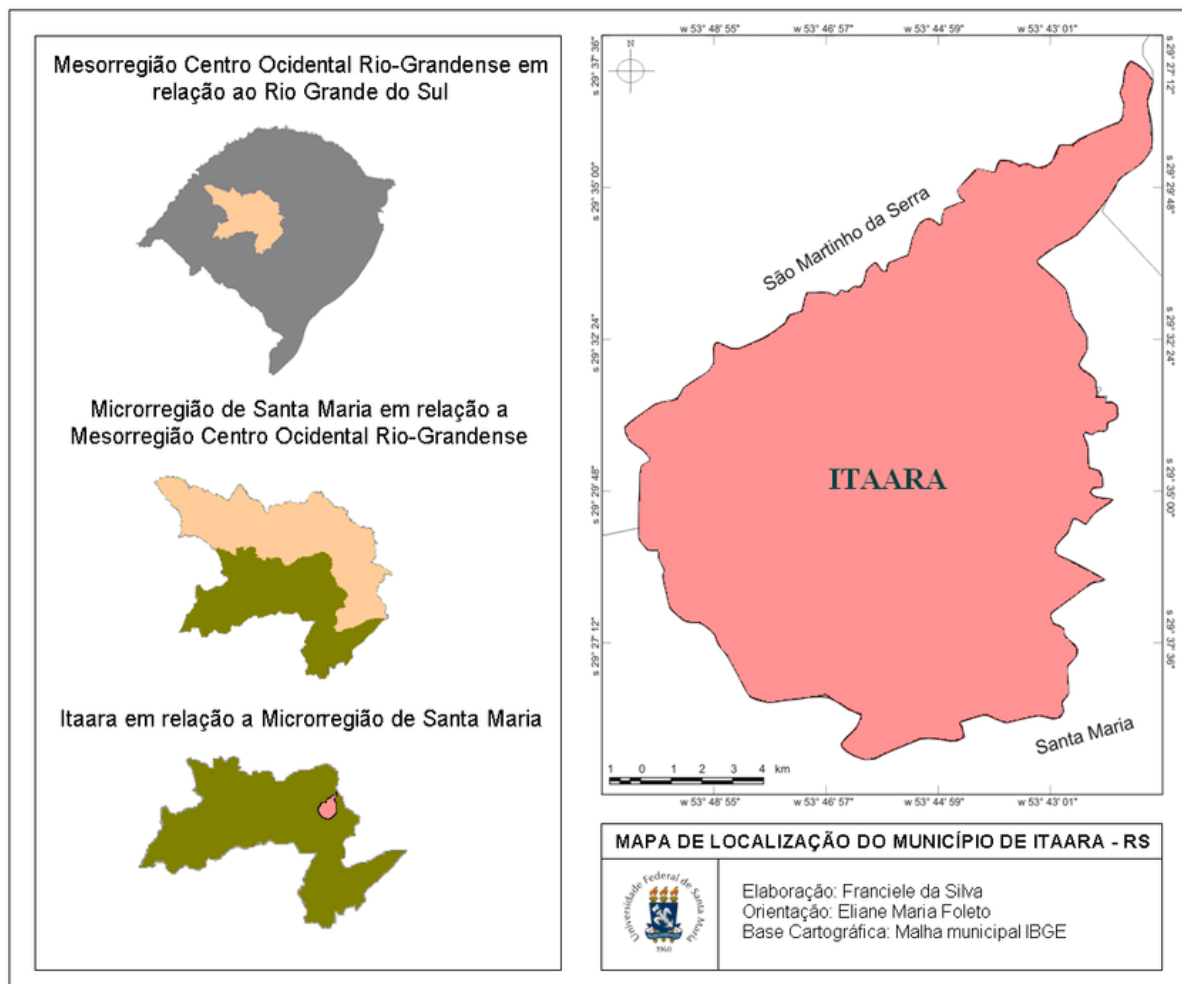 Mesorregião Centro Ocidental Rio-Grandense em
relação ao Rio Grande do Sul
Microrregião de Santa Maria em relação a
Mesorregião Centro Ocidental Rio-Grandense
Itaara em relação a Microrregião de Santa Maria
w 53° 48' 55"
w 53° 46' 57"
w 53° 44' 59"
w 53° 43' 01"
N
s 29° 37' 36"
s 29° 35' 00"
s 29° 32' 24"
s 29° 29' 48"
s 29° 27' 12"
s 29° 27' 12"
s 29° 29' 48"
s 29° 32' 24"
s 29° 35' 00"
s 29° 37' 36"
São Martinho da Serra
ITAARA
Santa Maria
1 0 1 2 3 4 km
w 53° 48' 55"
w 53° 46' 57"
w 53° 44' 59"
w 53° 43' 01"
MAPA DE LOCALIZAÇÃO DO MUNICÍPIO DE ITAARA - RS
Universidade Federal de Santa Maria
1960
Elaboração: Franciele da Silva
Orientação: Eliane Maria Foleto
Base Cartográfica: Malha municipal IBGE